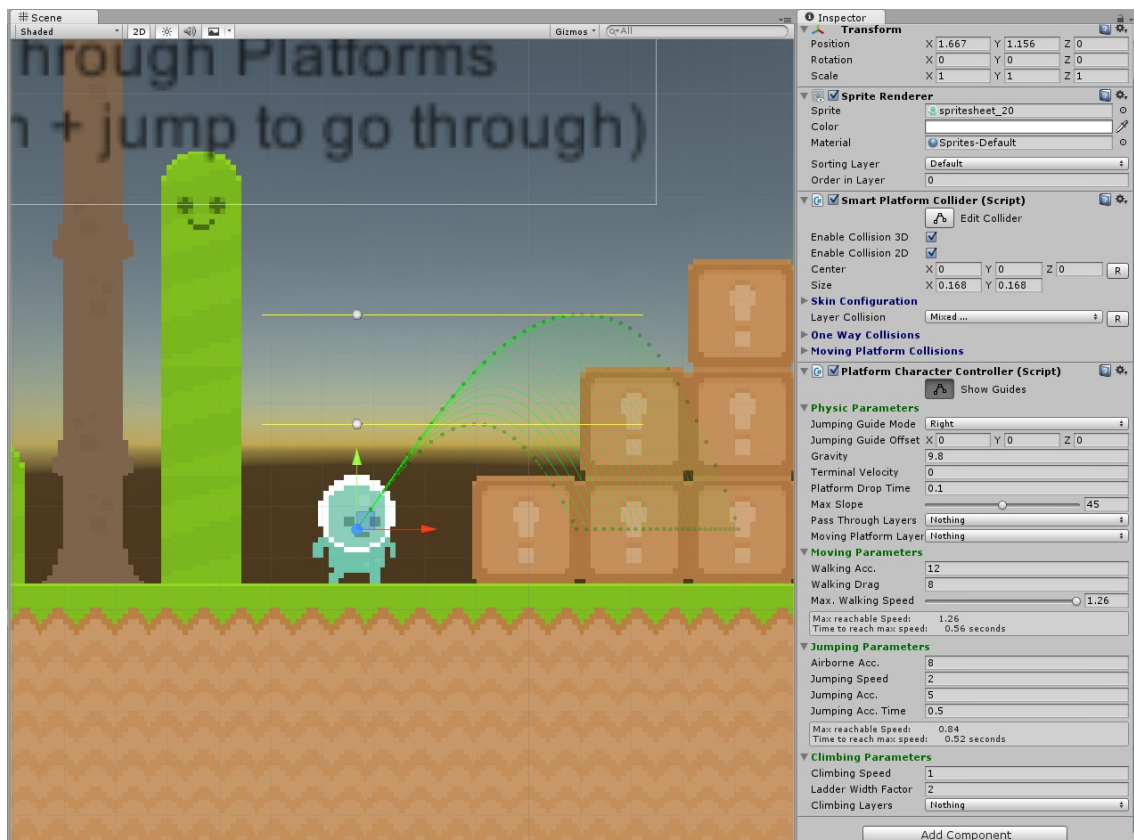 # Scene
Shaded 2D Gizmos All
hrough Platforms
n + jump to go through)
Inspector
Transform
Position X 1.667 Y 1.156 Z 0
Rotation X 0 Y 0 Z 0
Scale X 1 Y 1 Z 1
Sprite Renderer
Sprite spritesheet_20
Color
Material Sprites-Default
Sorting Layer Default
Order in Layer 0
Smart Platform Collider (Script)
Edit Collider
Enable Collision 3D
Enable Collision 2D
Center X 0 Y 0 Z 0 R
Size X 0.168 Y 0.168
Skin Configuration
Layer Collision Mixed ... R
One Way Collisions
Moving Platform Collisions
Platform Character Controller (Script)
Show Guides
Physic Parameters
Jumping Guide Mode Right
Jumping Guide Offset X 0 Y 0 Z 0
Gravity 9.8
Terminal Velocity 0
Platform Drop Time 0.1
Max Slope 45
Pass Through Layers Nothing
Moving Platform Layer Nothing
Moving Parameters
Walking Acc. 12
Walking Drag 8
Max. Walking Speed 1.26
Max reachable Speed: 1.26
Time to reach max speed: 0.56 seconds
Jumping Parameters
Airborne Acc. 8
Jumping Speed 2
Jumping Acc. 5
Jumping Acc. Time 0.5
Max reachable Speed: 0.84
Time to reach max speed: 0.52 seconds
Climbing Parameters
Climbing Speed 1
Ladder Width Factor 2
Climbing Layers Nothing
Add Component